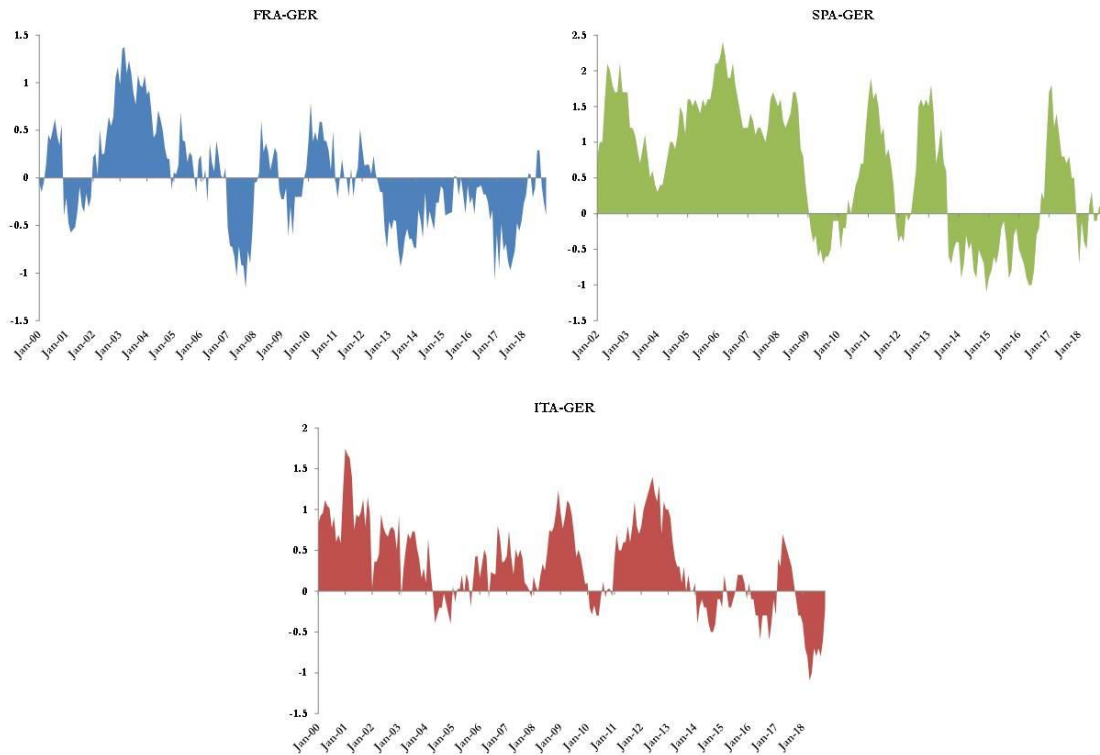 FRA-GER
1.5
1
0.5
0
-0.5
-1
-1.5
Jan-00
Jan-01
Jan-02
Jan-03
Jan-04
Jan-05
Jan-06
Jan-07
Jan-08
Jan-09
Jan-10
Jan-11
Jan-12
Jan-13
Jan-14
Jan-15
Jan-16
Jan-17
Jan-18
SPA-GER
2.5
2
1.5
1
0.5
0
-0.5
-1
-1.5
Jan-02
Jan-03
Jan-04
Jan-05
Jan-06
Jan-07
Jan-08
Jan-09
Jan-10
Jan-11
Jan-12
Jan-13
Jan-14
Jan-15
Jan-16
Jan-17
Jan-18
ITA-GER
2
1.5
1
0.5
0
-0.5
-1
-1.5
Jan-00
Jan-01
Jan-02
Jan-03
Jan-04
Jan-05
Jan-06
Jan-07
Jan-08
Jan-09
Jan-10
Jan-11
Jan-12
Jan-13
Jan-14
Jan-15
Jan-16
Jan-17
Jan-18